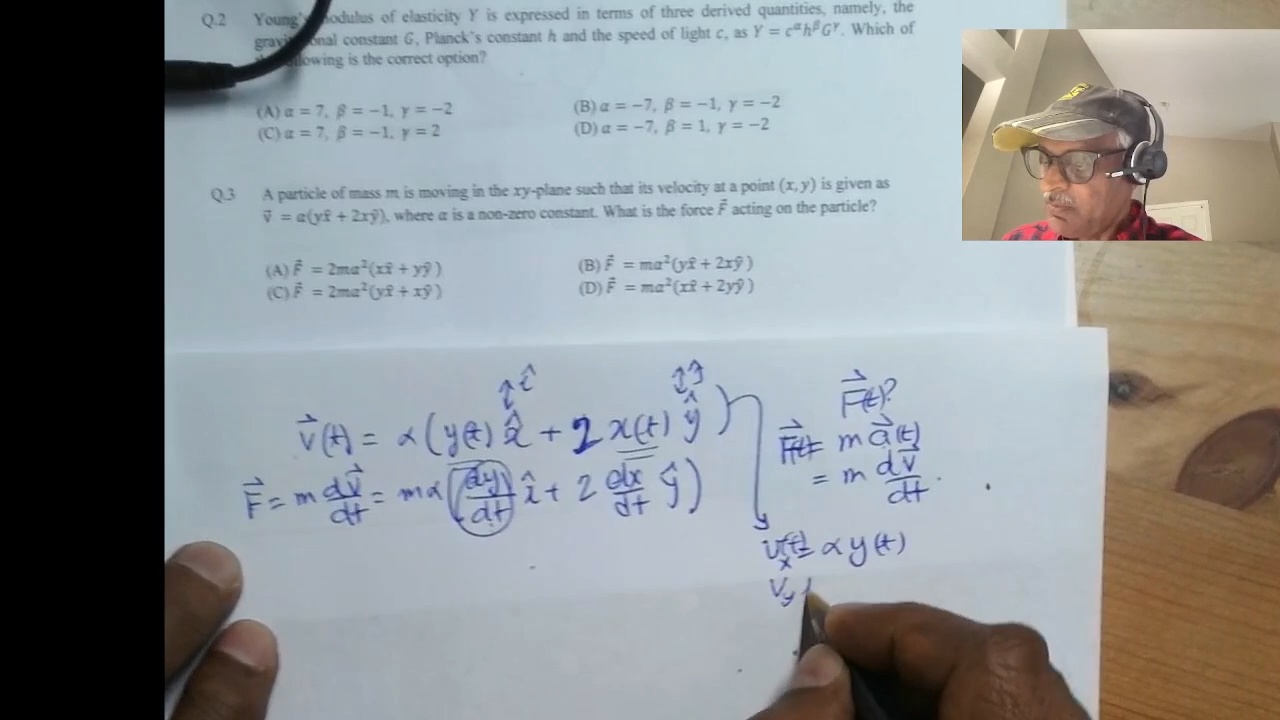 Q.2 Young's modulus of elasticity Y is expressed in terms of three derived quantities, namely, the
constant G, Planck's constant h and the speed of light c, as Y = c^α h^β G^γ. Which of
is the correct option?
(A) α = 7, β = −1, γ = −2 (B) α = −7, β = −1, γ = −2
(C) α = 7, β = −1, γ = 2 (D) α = −7, β = 1, γ = −2
Q.3 A particle of mass m is moving in the xy-plane such that its velocity at a point (x, y) is given as
v⃗ = α(yx̂ + 2xŷ), where α is a non-zero constant. What is the force F⃗ acting on the particle?
(A) F⃗ = 2mα²(xx̂ + yŷ) (B) F⃗ = mα²(yx̂ + 2xŷ)
(C) F⃗ = 2mα²(yx̂ + xŷ) (D) F⃗ = mα²(xx̂ + 2yŷ)
î ĵ
v⃗(t) = α(y(t) x̂ + 2 x(t) ŷ)
F⃗ = m dv⃗/dt = mα(dy/dt x̂ + 2 dx/dt ŷ)
F⃗(t)?
F⃗(t) = m a⃗(t)
= m dv⃗/dt.
v_x(t) = α y(t)
v_y